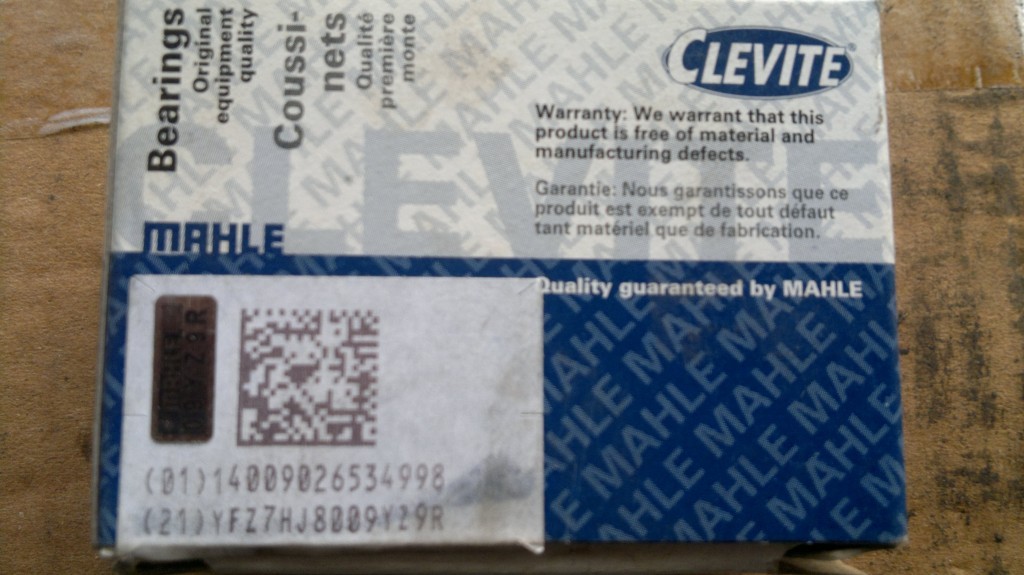 Bearings
Original
equipment
quality
Coussi-
nets
Qualité
première
monte
CLEVITE
Warranty: We warrant that this
product is free of material and
manufacturing defects.
Garantie: Nous garantissons que ce
produit est exempt de tout défaut
tant matériel que de fabrication.
CLEVITE
MAHLE
Quality guaranteed by MAHLE
(01)14009026534998
(21)YFZ7HJ8009YZ9R